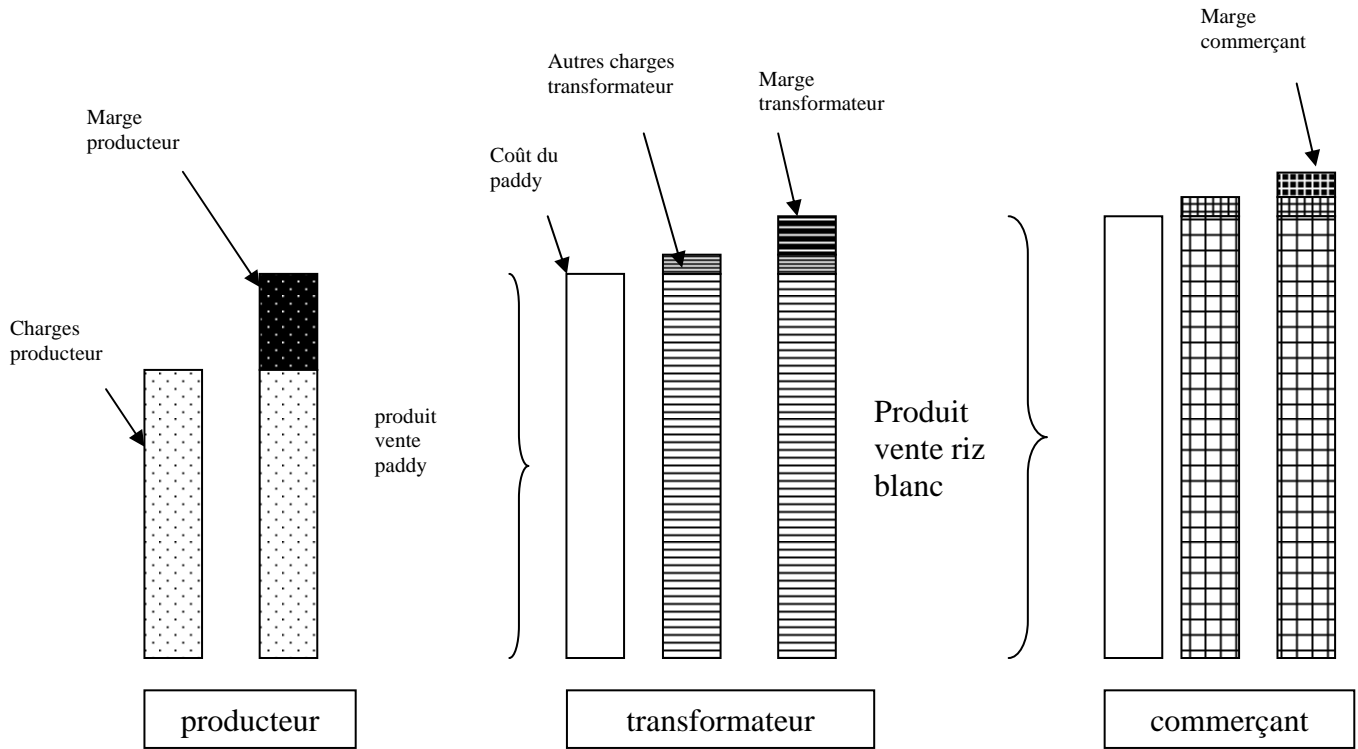 Marge
commerçant
Autres charges
transformateur
Marge
transformateur
Marge
producteur
Coût du
paddy
Charges
producteur
produit
vente
paddy
Produit
vente riz
blanc
producteur
transformateur
commerçant